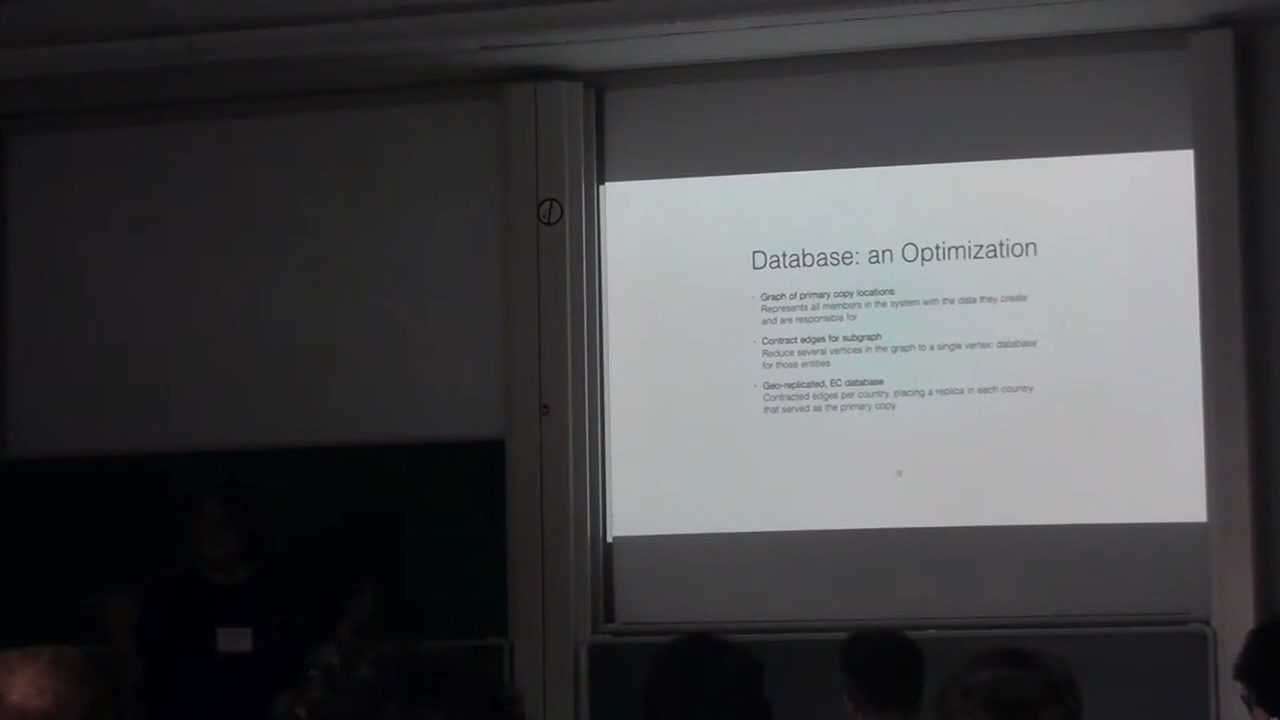 Database: an Optimization
• Graph of primary copy locations
Represents all members in the system with the data they create
and are responsible for
• Contract edges for subgraph
Reduce several vertices in the graph to a single vertex: database
for those entities
• Geo-replicated, EC database
Contracted edges per country, placing a replica in each country
that served as the primary copy